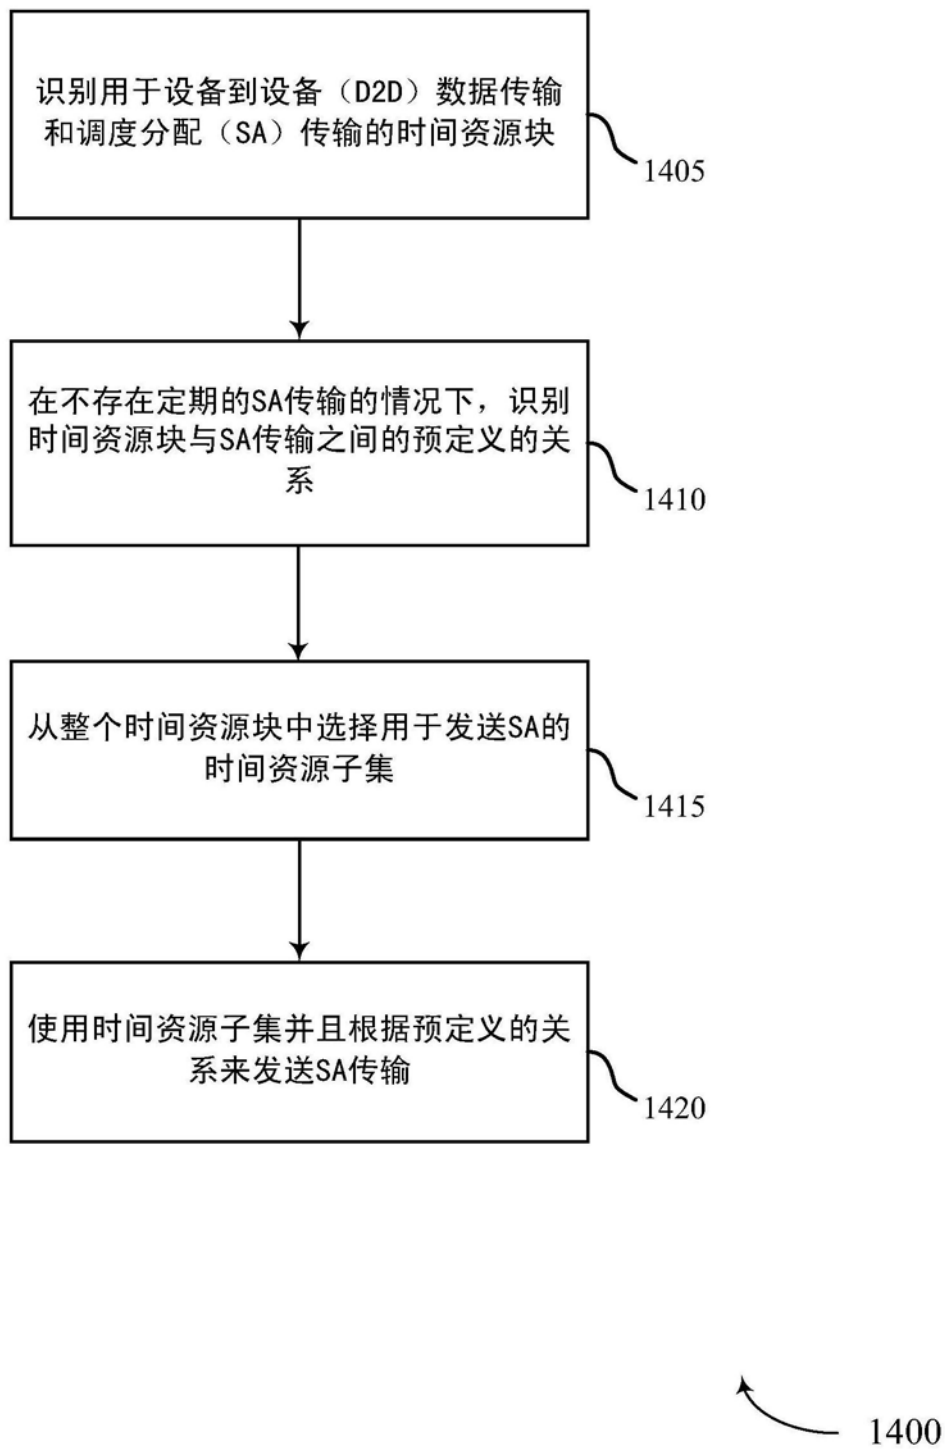 识别用于设备到设备（D2D）数据传输
和调度分配（SA）传输的时间资源块
1405
在不存在定期的SA传输的情况下，识别
时间资源块与SA传输之间的预定义的关
系
1410
从整个时间资源块中选择用于发送SA的
时间资源子集
1415
使用时间资源子集并且根据预定义的关
系来发送SA传输
1420
1400